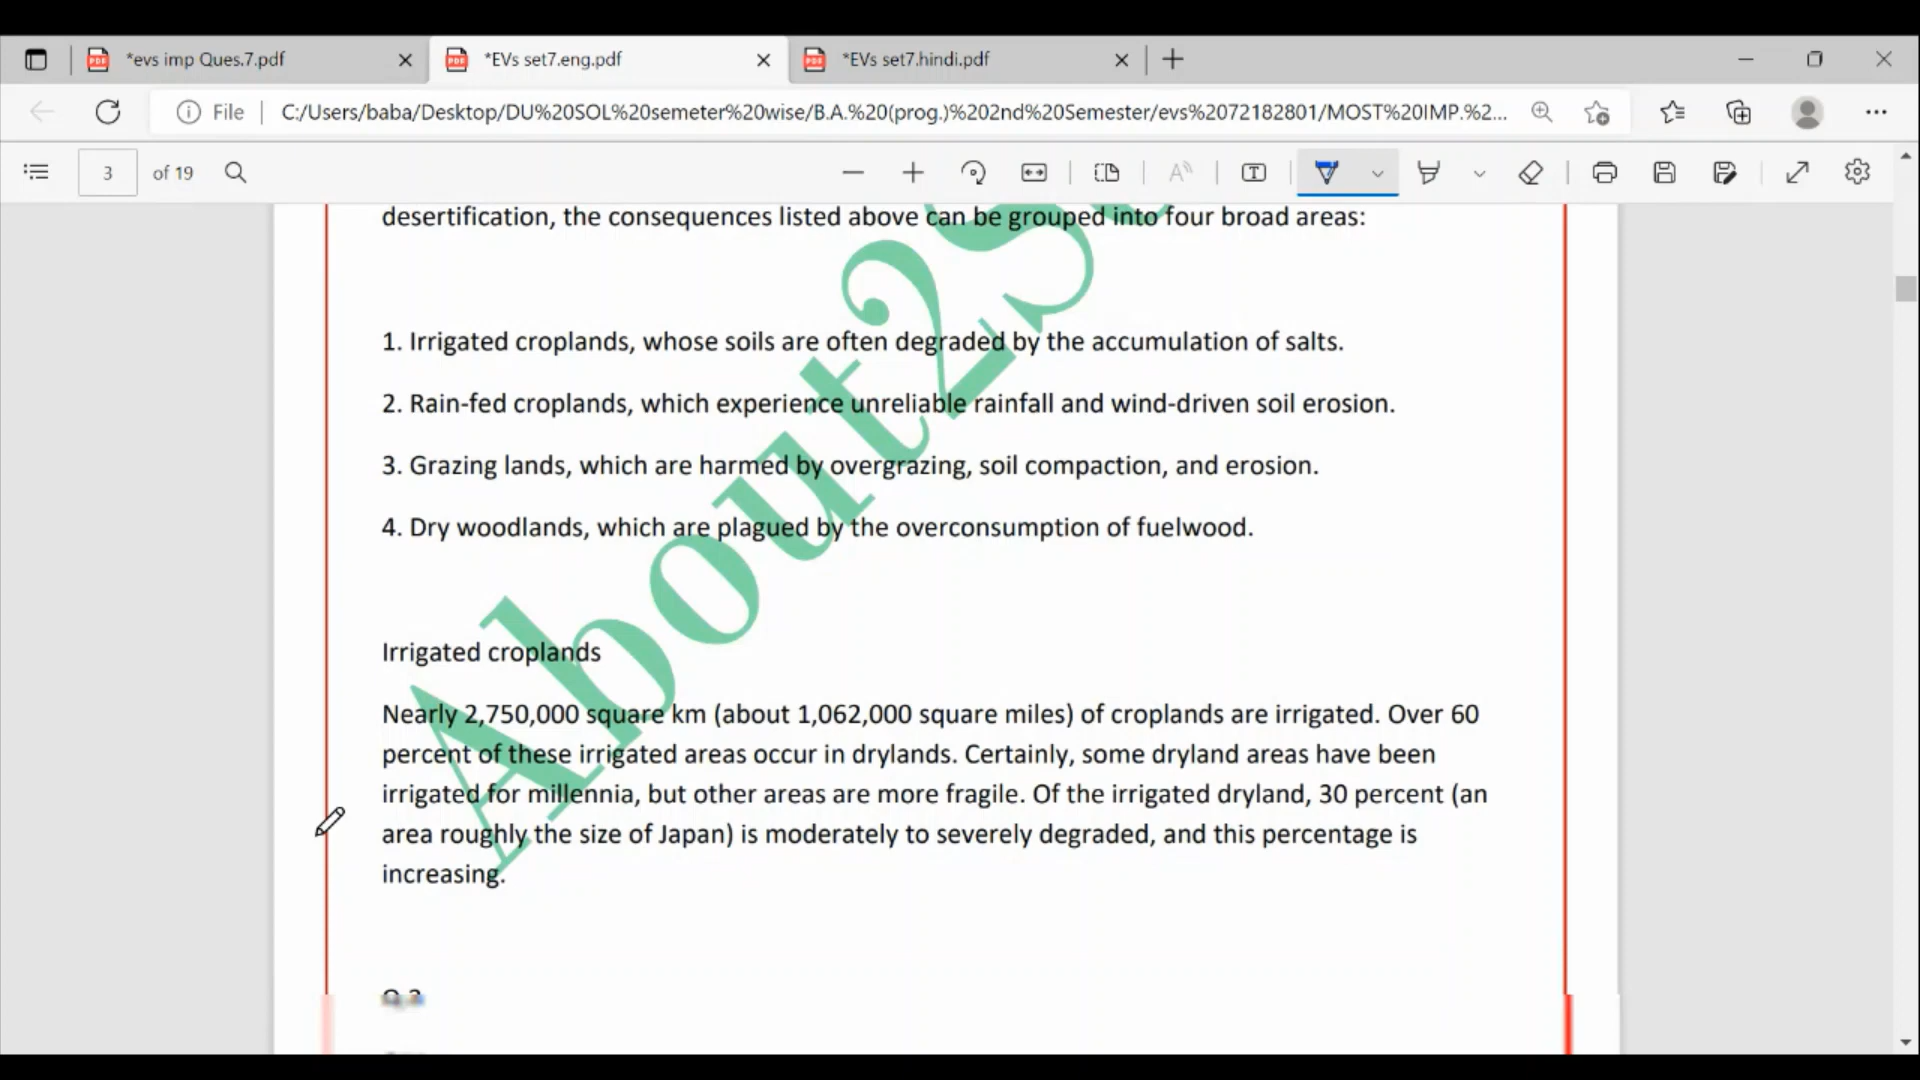 *evs imp Ques.7.pdf
*EVs set7.eng.pdf
*EVs set7.hindi.pdf
File
C:/Users/baba/Desktop/DU%20SOL%20semeter%20wise/B.A.%20(prog.)%202nd%20Semester/evs%2072182801/MOST%20IMP.%2...
3 of 19
desertification, the consequences listed above can be grouped into four broad areas:
1. Irrigated croplands, whose soils are often degraded by the accumulation of salts.
2. Rain-fed croplands, which experience unreliable rainfall and wind-driven soil erosion.
3. Grazing lands, which are harmed by overgrazing, soil compaction, and erosion.
4. Dry woodlands, which are plagued by the overconsumption of fuelwood.
Irrigated croplands
Nearly 2,750,000 square km (about 1,062,000 square miles) of croplands are irrigated. Over 60
percent of these irrigated areas occur in drylands. Certainly, some dryland areas have been
irrigated for millennia, but other areas are more fragile. Of the irrigated dryland, 30 percent (an
area roughly the size of Japan) is moderately to severely degraded, and this percentage is
increasing.
About2S